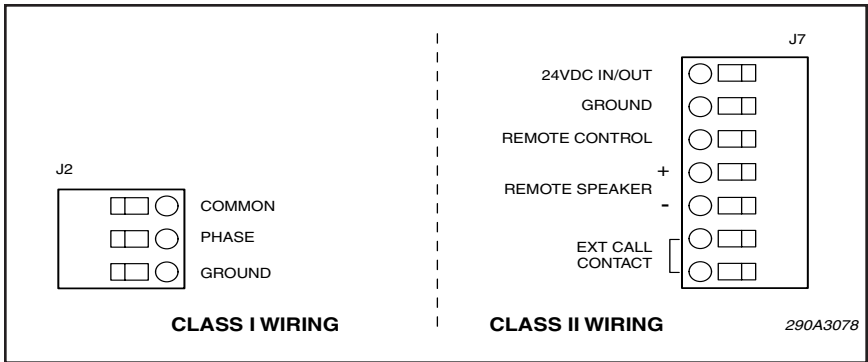 J2
COMMON
PHASE
GROUND
CLASS I WIRING
J7
24VDC IN/OUT
GROUND
REMOTE CONTROL
+
REMOTE SPEAKER
-
EXT CALL
CONTACT
CLASS II WIRING
290A3078